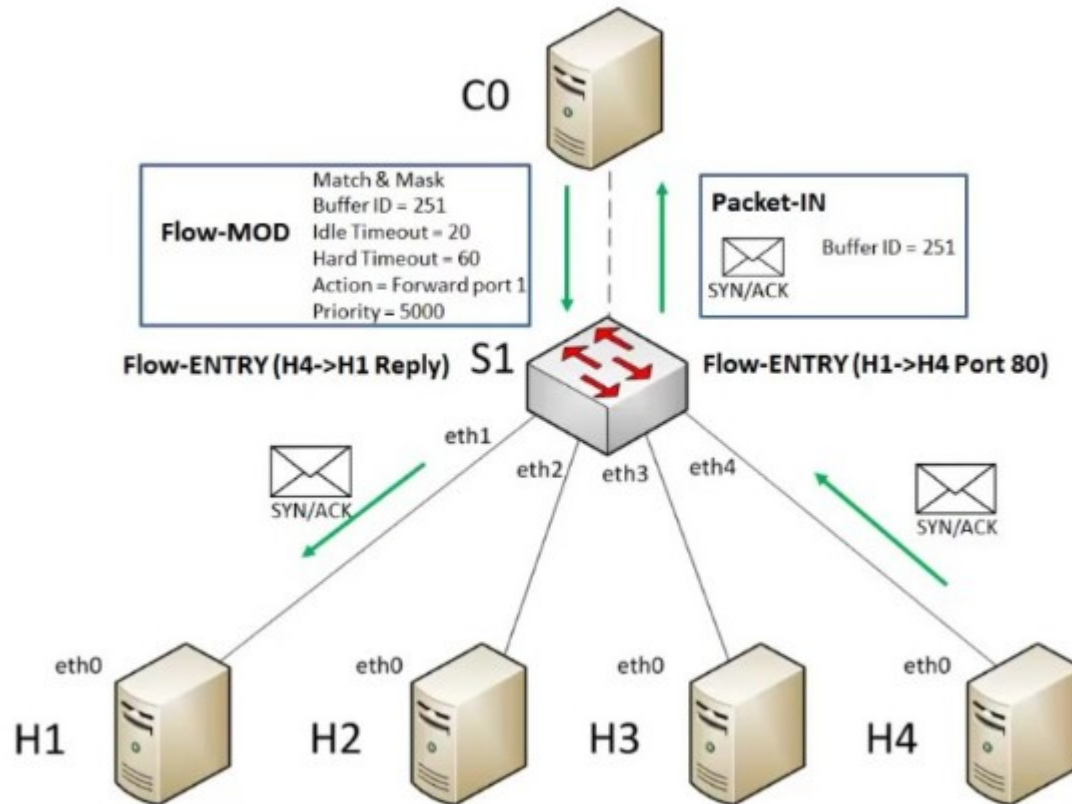 C0
Match & Mask
Buffer ID = 251
Flow-MOD
Idle Timeout = 20
Hard Timeout = 60
Action = Forward port 1
Priority = 5000
Packet-IN
Buffer ID = 251
SYN/ACK
Flow-ENTRY (H4->H1 Reply)
S1
Flow-ENTRY (H1->H4 Port 80)
eth1
eth2
eth3
eth4
SYN/ACK
SYN/ACK
eth0
eth0
eth0
eth0
H1
H2
H3
H4